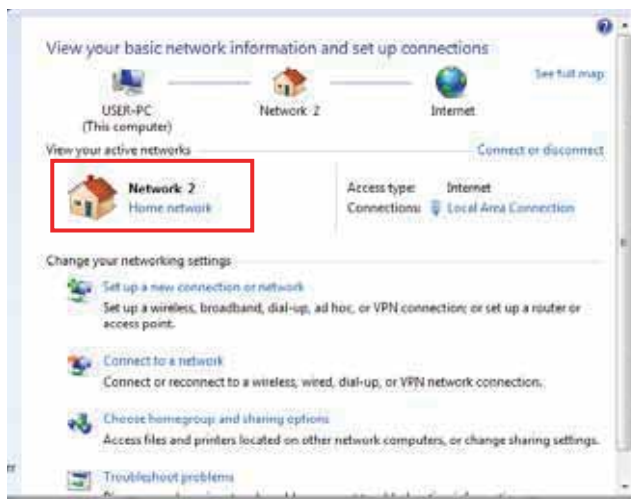 View your basic network information and set up connections
See full map
USER-PC
(This computer)
Network 2
Internet
View your active networks
Connect or disconnect
Network 2
Home network
Access type: Internet
Connections: Local Area Connection
Change your networking settings
Set up a new connection or network
Set up a wireless, broadband, dial-up, ad hoc, or VPN connection; or set up a router or
access point.
Connect to a network
Connect or reconnect to a wireless, wired, dial-up, or VPN network connection.
Choose homegroup and sharing options
Access files and printers located on other network computers, or change sharing settings.
Troubleshoot problems